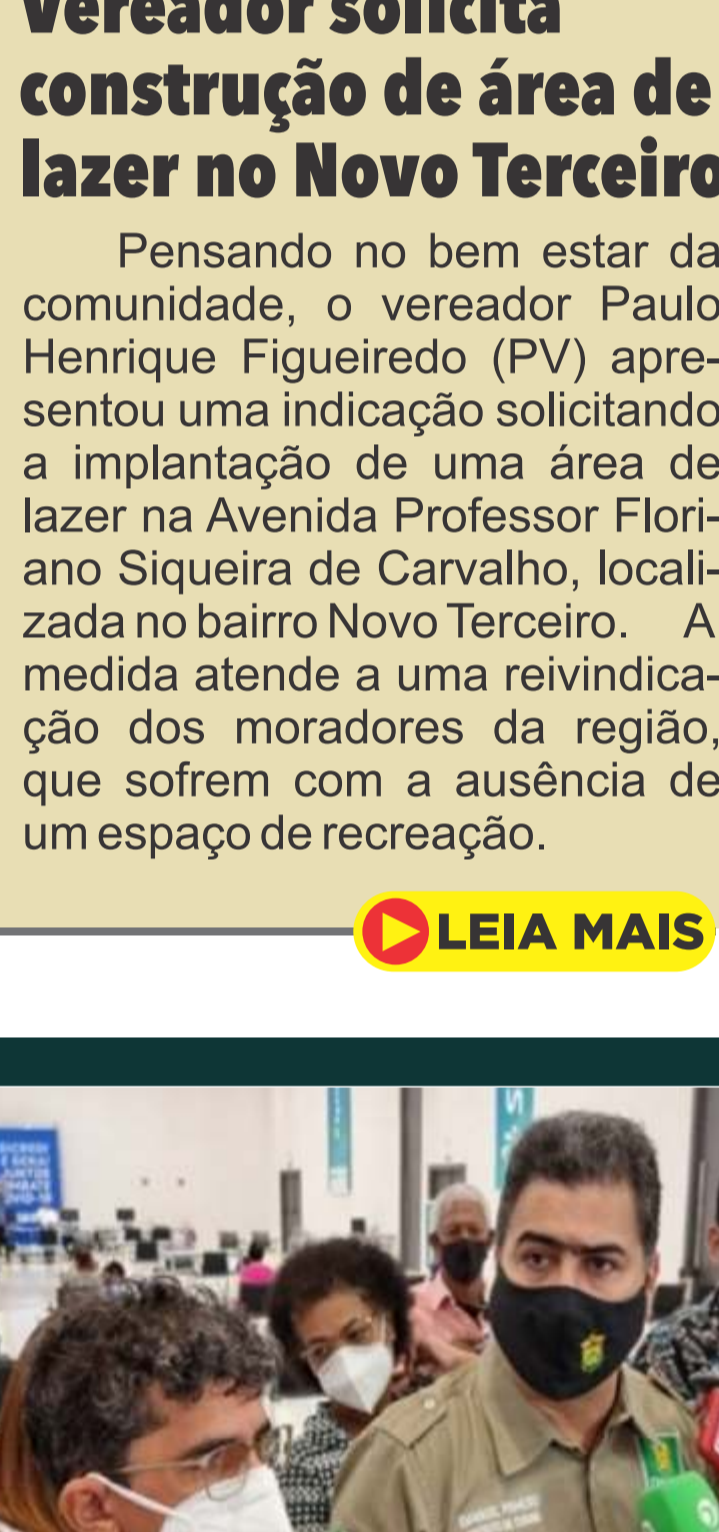 Vereador solicita
construção de área de
lazer no Novo Terceiro
Pensando no bem estar da
comunidade, o vereador Paulo
Henrique Figueiredo (PV) apre-
sentou uma indicação solicitando
a implantação de uma área de
lazer na Avenida Professor Flori-
ano Siqueira de Carvalho, locali-
zada no bairro Novo Terceiro. A
medida atende a uma reivindica-
ção dos moradores da região,
que sofrem com a ausência de
um espaço de recreação.
LEIA MAIS